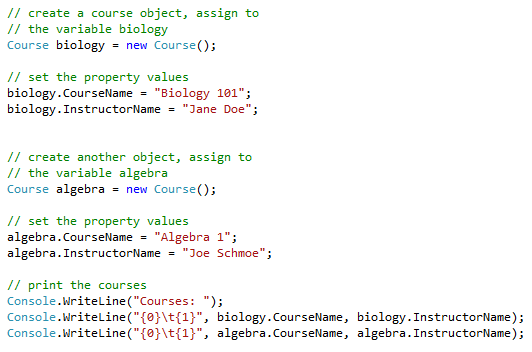 // create a course object, assign to
// the variable biology
Course biology = new Course();
// set the property values
biology.CourseName = "Biology 101";
biology.InstructorName = "Jane Doe";
// create another object, assign to
// the variable algebra
Course algebra = new Course();
// set the property values
algebra.CourseName = "Algebra 1";
algebra.InstructorName = "Joe Schmoe";
// print the courses
Console.WriteLine("Courses: ");
Console.WriteLine("{0}\t{1}", biology.CourseName, biology.InstructorName);
Console.WriteLine("{0}\t{1}", algebra.CourseName, algebra.InstructorName);